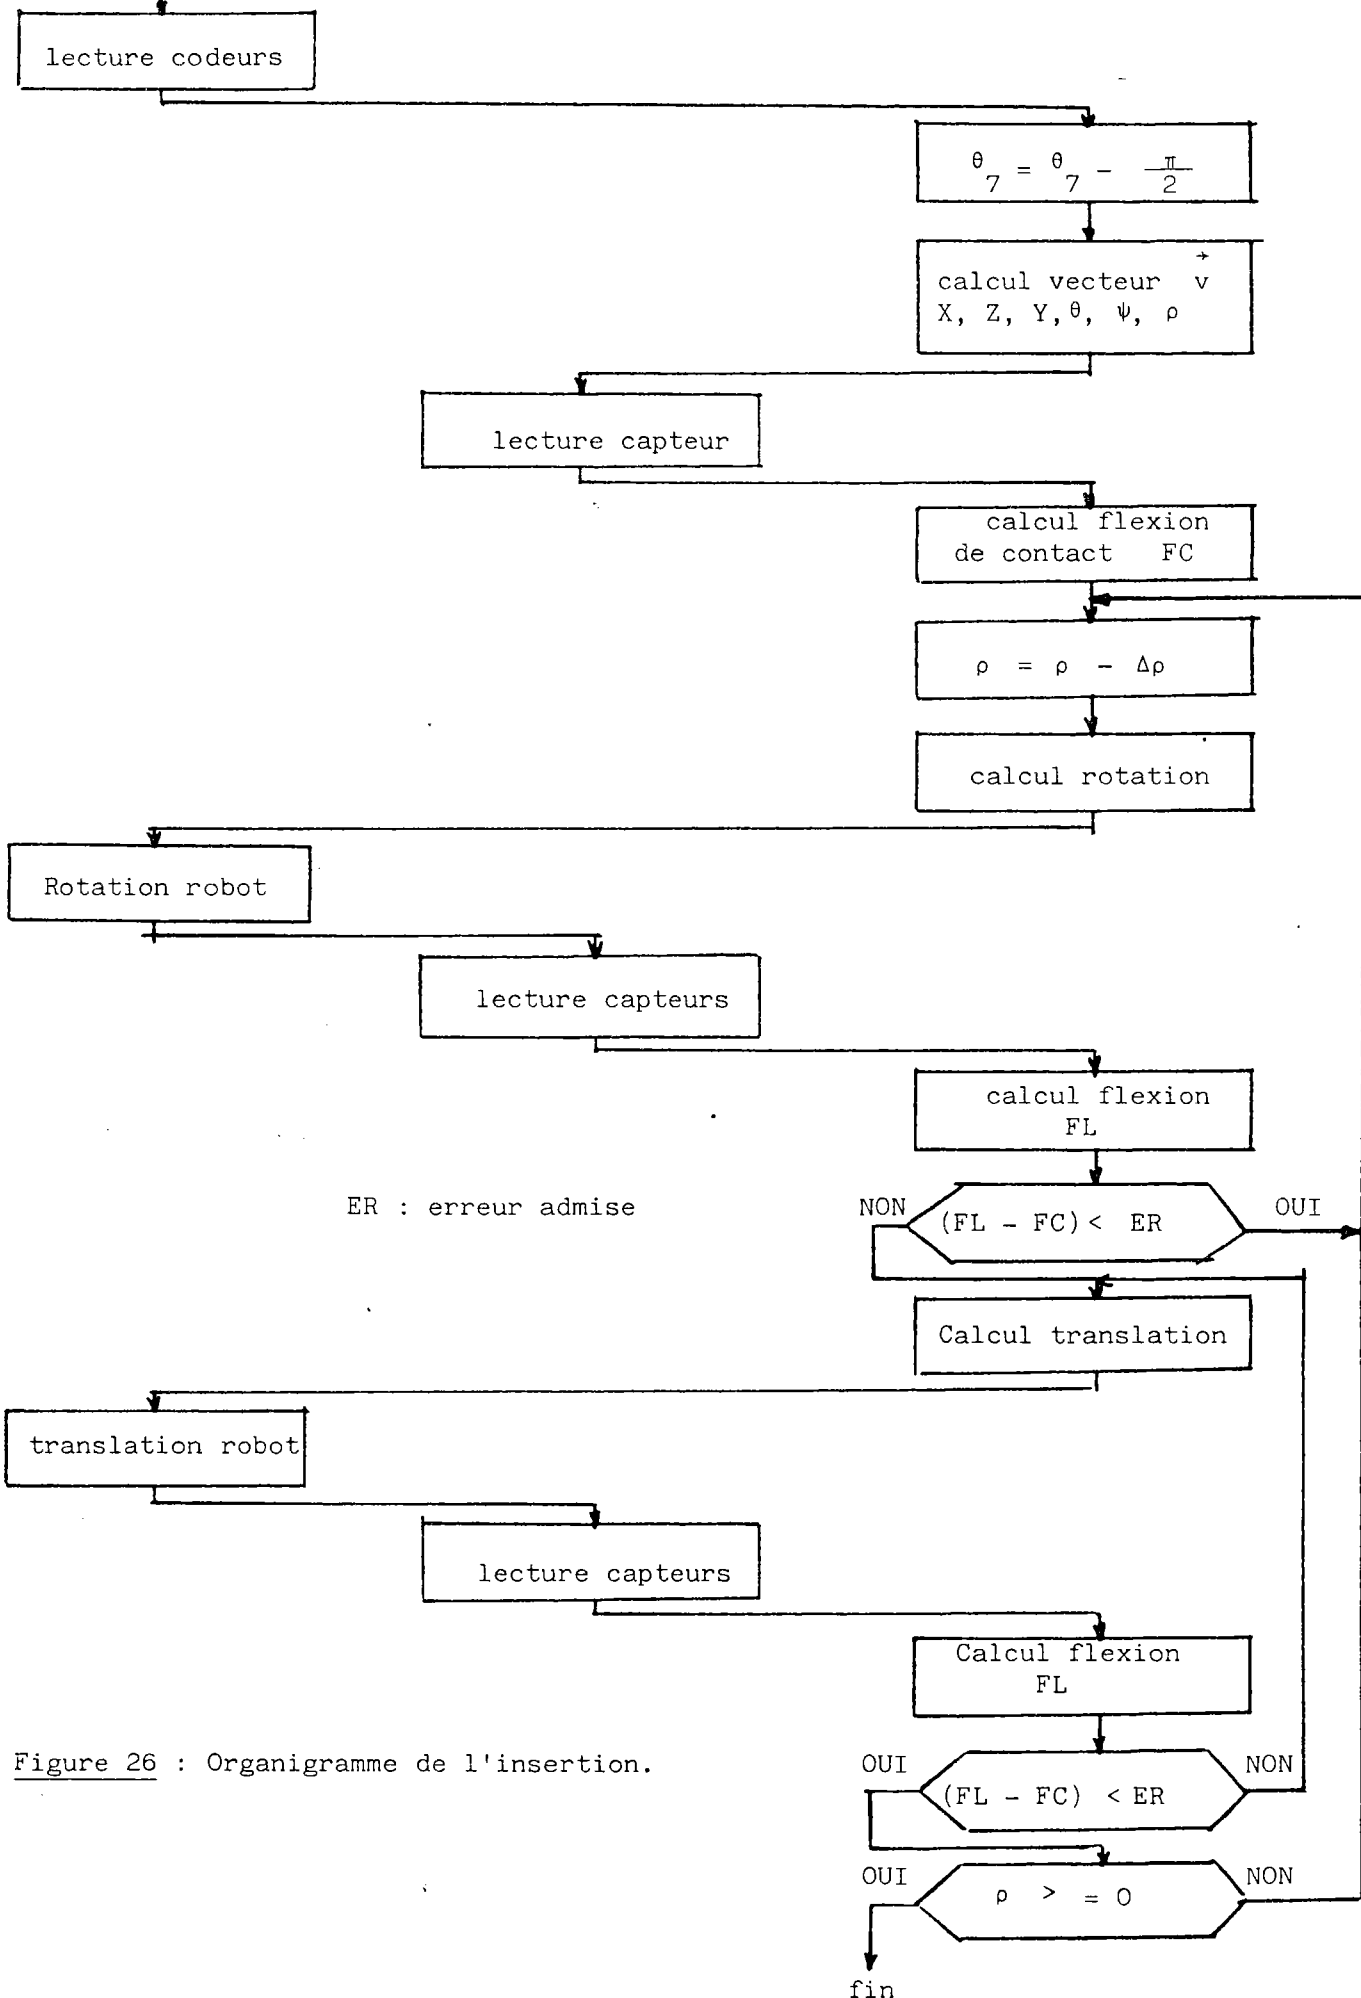 lecture codeurs
θ7 = θ7 - π/2
calcul vecteur v⃗
X, Z, Y, θ, ψ, ρ
lecture capteur
calcul flexion
de contact FC
ρ = ρ - Δρ
calcul rotation
Rotation robot
lecture capteurs
calcul flexion
FL
ER : erreur admise
NON
(FL - FC) < ER
OUI
Calcul translation
translation robot
lecture capteurs
Calcul flexion
FL
Figure 26 : Organigramme de l'insertion.
OUI
(FL - FC) < ER
NON
OUI
ρ > = 0
NON
fin